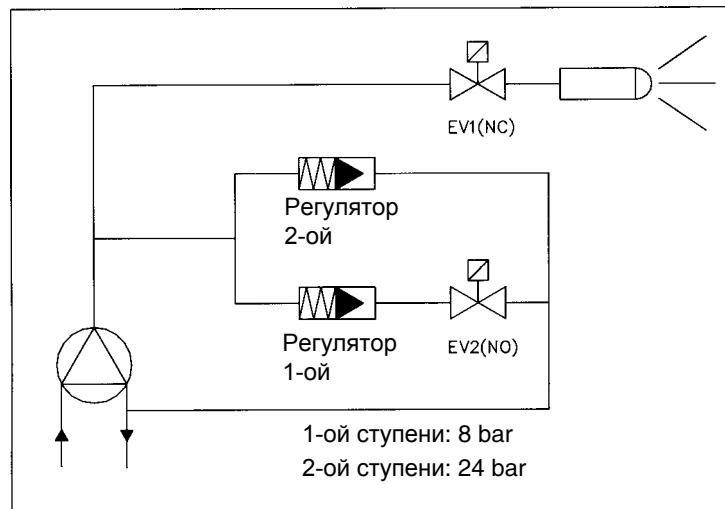 EV1(NC)
Регулятор
2-ой
Регулятор
1-ой
EV2(NO)
1-ой ступени: 8 bar
2-ой ступени: 24 bar